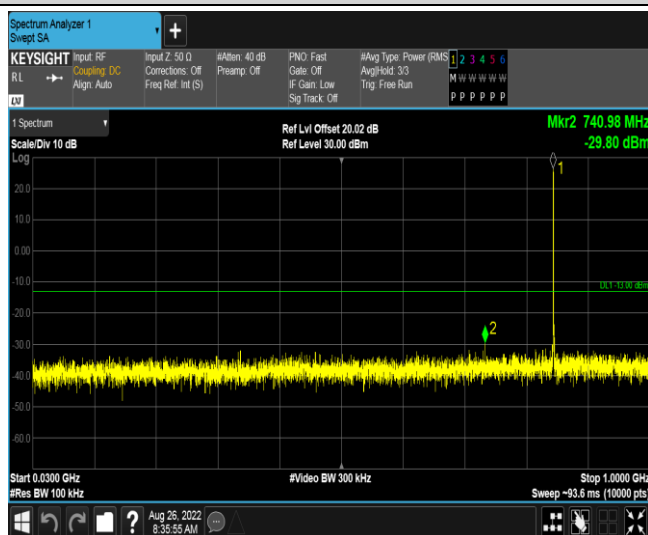 Spectrum Analyzer 1
Swept SA
+
KEYSIGHT
RL
LXI
Input: RF
Coupling: DC
Align: Auto
Input Z: 50 Ω
Corrections: Off
Freq Ref: Int (S)
#Atten: 40 dB
Preamp: Off
PNO: Fast
Gate: Off
IF Gain: Low
Sig Track: Off
#Avg Type: Power (RMS
Avg|Hold: 3/3
Trig: Free Run
1 2 3 4 5 6
M W W W W W
P P P P P P
1 Spectrum
Scale/Div 10 dB
Log
Ref Lvl Offset 20.02 dB
Ref Level 30.00 dBm
Mkr2 740.98 MHz
-29.80 dBm
1
20.0
10.0
0.00
-10.0
DL1 -13.00 dBm
-20.0
2
-30.0
-40.0
-50.0
-60.0
Start 0.0300 GHz
#Res BW 100 kHz
#Video BW 300 kHz
Stop 1.0000 GHz
Sweep ~93.6 ms (10000 pts)
?
Aug 26, 2022
8:35:55 AM